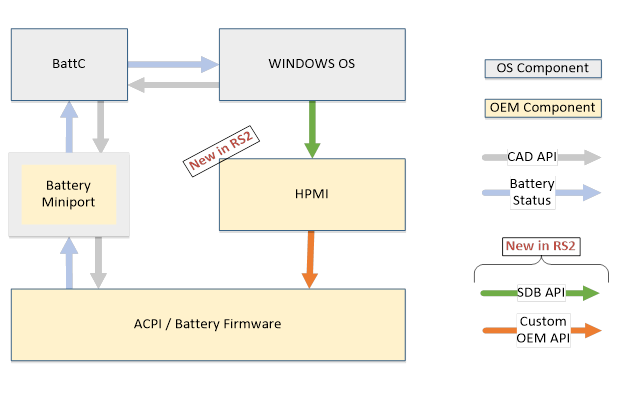 BattC
WINDOWS OS
New in RS2
Battery
Miniport
HPMI
ACPI / Battery Firmware
OS Component
OEM Component
CAD API
Battery
Status
New in RS2
SDB API
Custom
OEM API